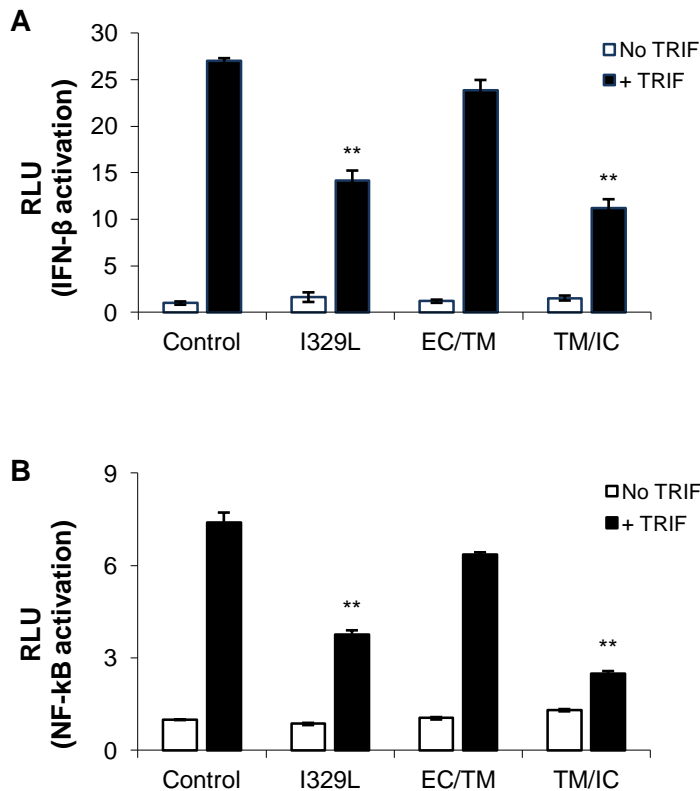 A
RLU
(IFN-β activation)
30
25
20
15
10
5
0
No TRIF
+ TRIF
**
**
Control I329L EC/TM TM/IC
B
RLU
(NF-kB activation)
9
6
3
0
No TRIF
+ TRIF
**
**
Control I329L EC/TM TM/IC